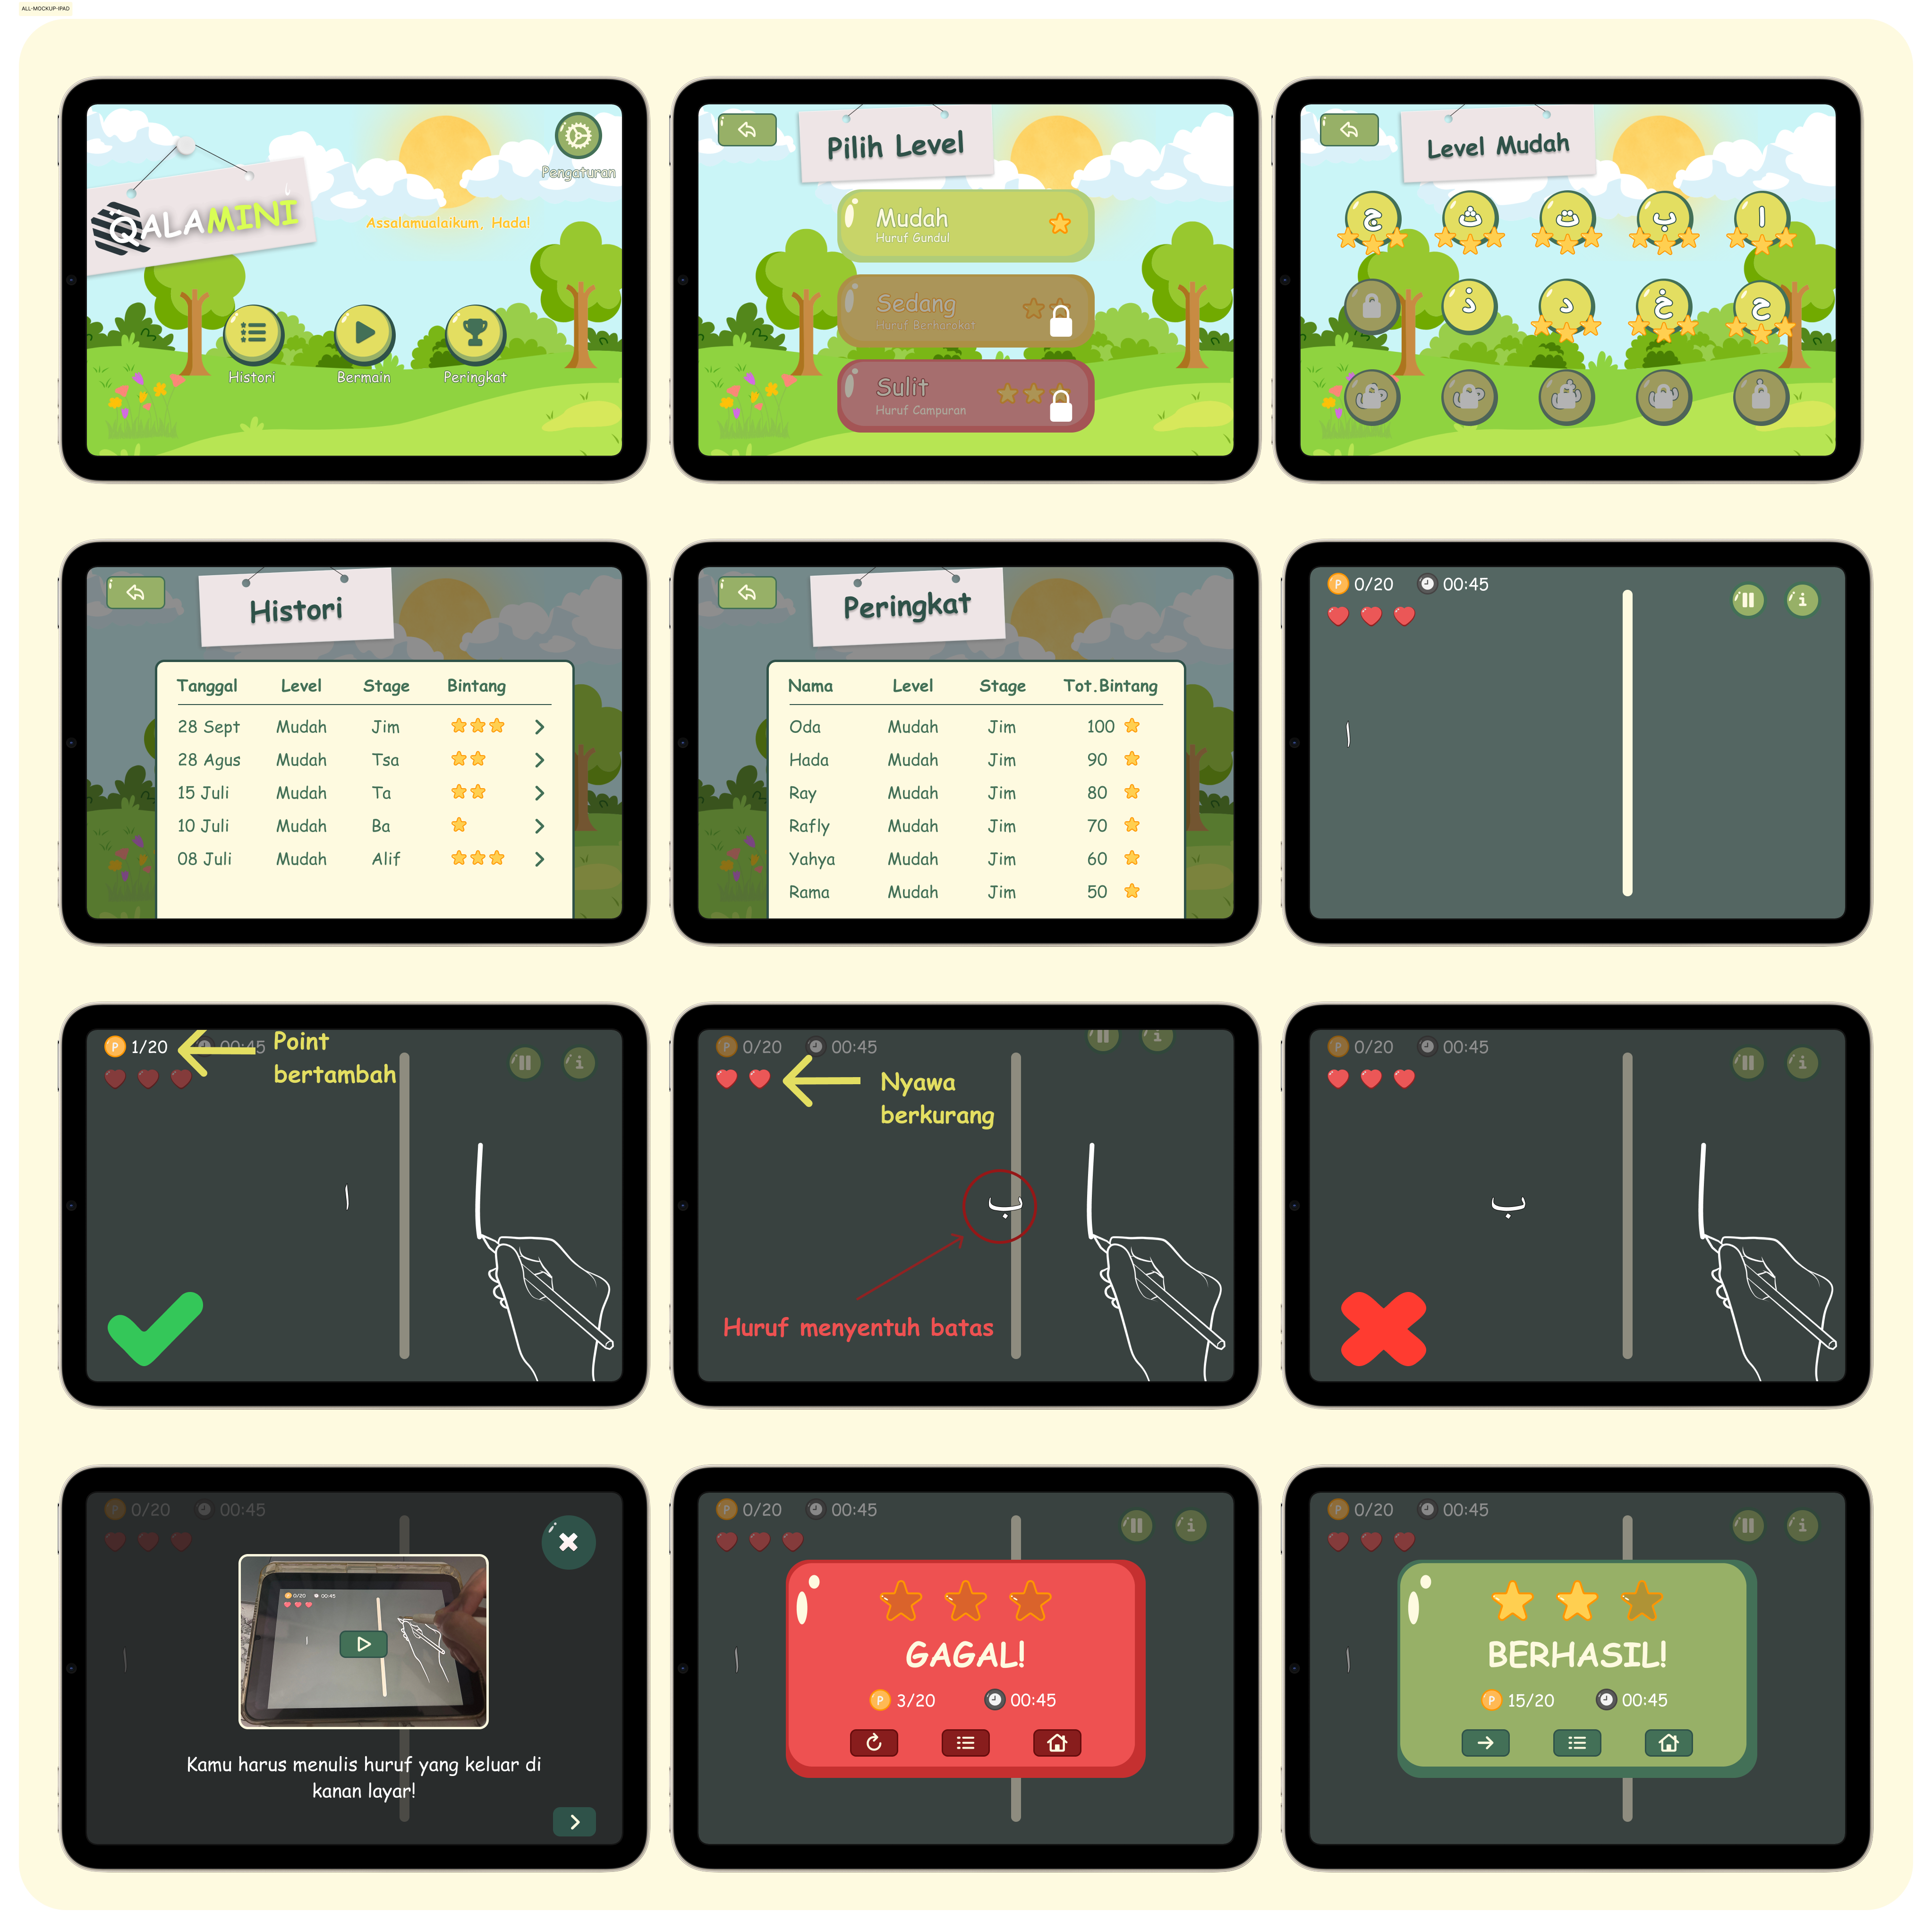 ALL-MOCKUP-IPAD
QALAMINI
Pengaturan
Assalamualaikum, Hada!
Histori
Bermain
Peringkat
Pilih Level
Mudah
Huruf Gundul
Sedang
Huruf Berharokat
Sulit
Huruf Campuran
Level Mudah
ا ب ت ث ج
ح خ د ذ
Histori
Tanggal Level Stage Bintang
28 Sept Mudah Jim
28 Agus Mudah Tsa
15 Juli Mudah Ta
10 Juli Mudah Ba
08 Juli Mudah Alif
Peringkat
Nama Level Stage Tot.Bintang
Oda Mudah Jim 100
Hada Mudah Jim 90
Ray Mudah Jim 80
Rafly Mudah Jim 70
Yahya Mudah Jim 60
Rama Mudah Jim 50
P 0/20 00:45
i
ا
P 1/20 00:45
i
Point
bertambah
ا
P 0/20 00:45
i
Nyawa
berkurang
ب
Huruf menyentuh batas
P 0/20 00:45
i
ب
P 0/20 00:45
ا
0/20 00:45
Kamu harus menulis huruf yang keluar di
kanan layar!
P 0/20 00:45
i
ا
GAGAL!
P 3/20 00:45
P 0/20 00:45
i
ا
BERHASIL!
P 15/20 00:45